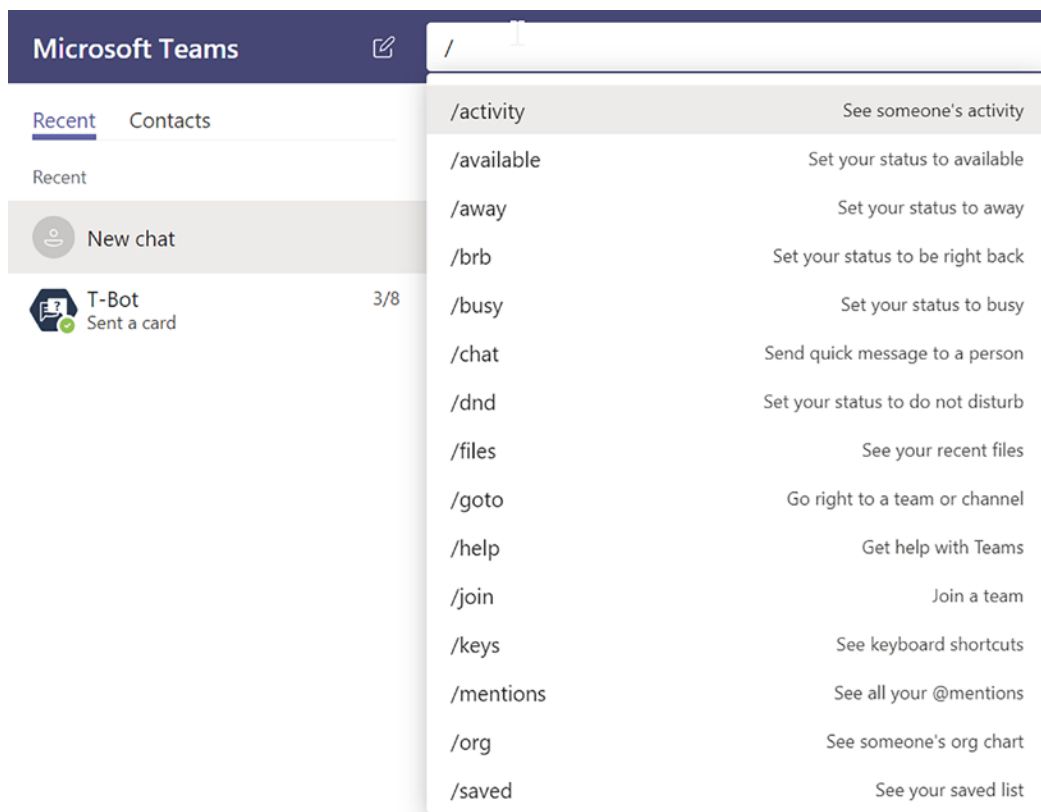 Microsoft Teams
/
Recent Contacts
Recent
New chat
T-Bot 3/8
Sent a card
/activity See someone's activity
/available Set your status to available
/away Set your status to away
/brb Set your status to be right back
/busy Set your status to busy
/chat Send quick message to a person
/dnd Set your status to do not disturb
/files See your recent files
/goto Go right to a team or channel
/help Get help with Teams
/join Join a team
/keys See keyboard shortcuts
/mentions See all your @mentions
/org See someone's org chart
/saved See your saved list